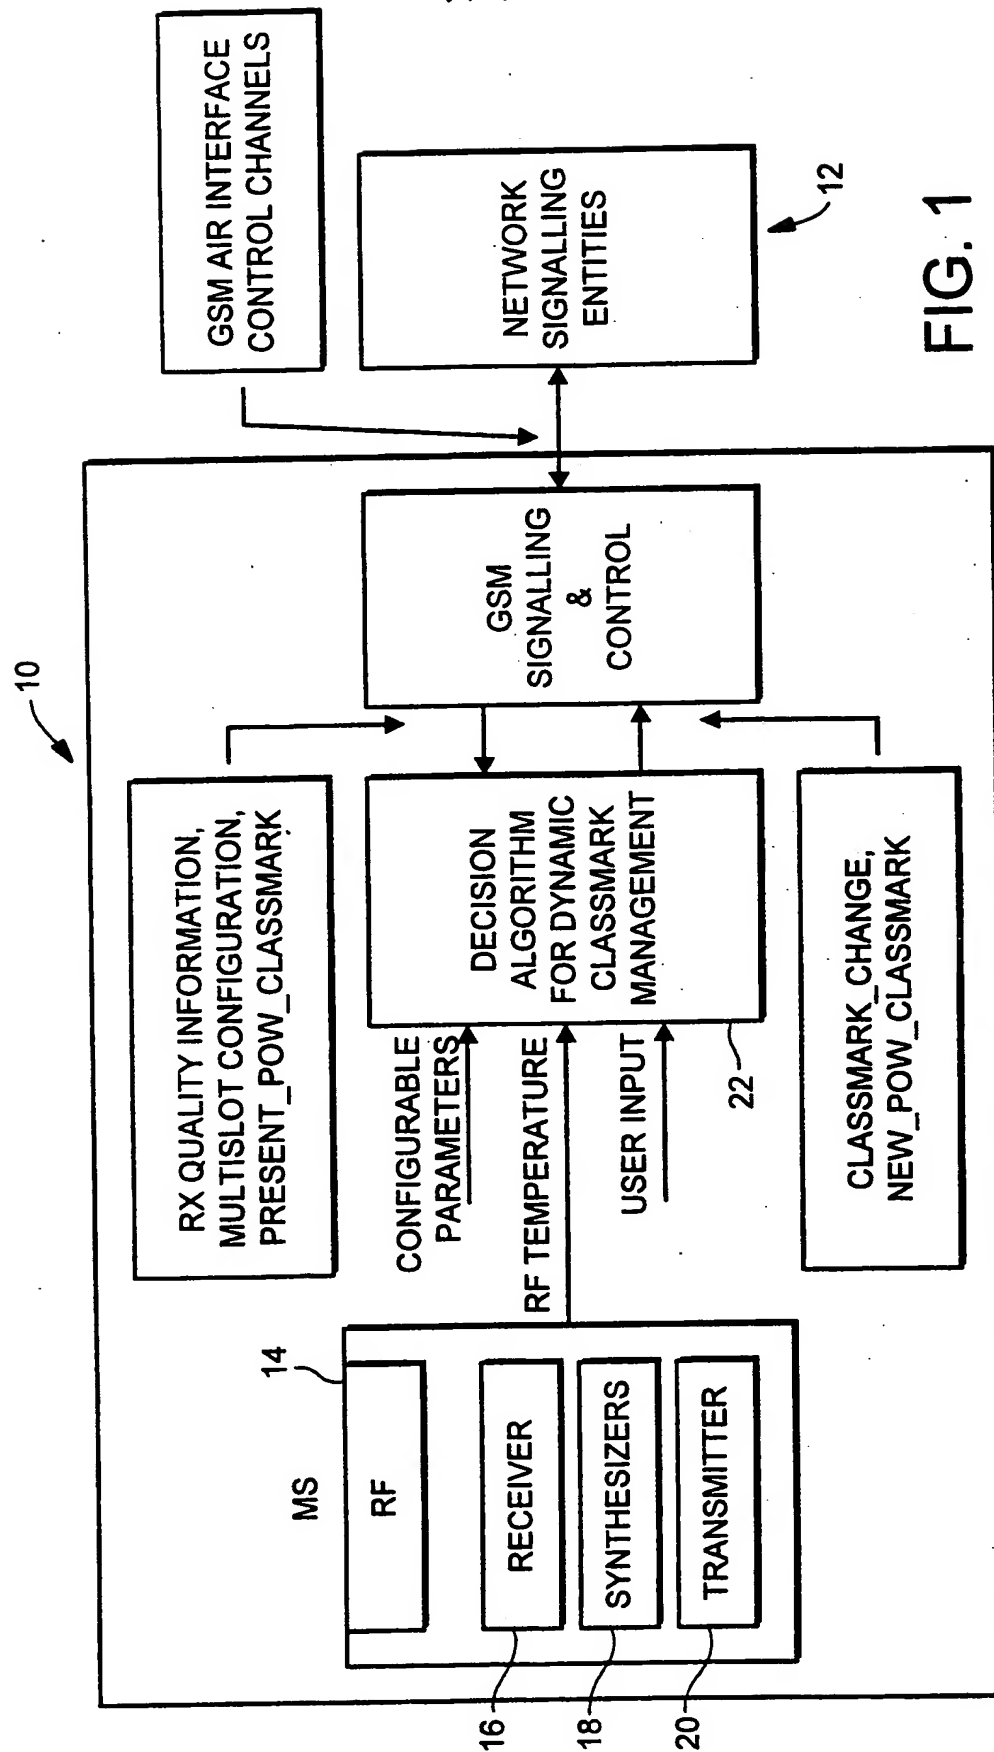 10
MS
14
RF
RECEIVER
SYNTHESIZERS
TRANSMITTER
16
18
20
RX QUALITY INFORMATION,
MULTISLOT CONFIGURATION,
PRESENT_POW_CLASSMARK
CONFIGURABLE
PARAMETERS
RF TEMPERATURE
USER INPUT
DECISION
ALGORITHM
FOR DYNAMIC
CLASSMARK
MANAGEMENT
22
CLASSMARK_CHANGE,
NEW_POW_CLASSMARK
GSM
SIGNALLING
&
CONTROL
GSM AIR INTERFACE
CONTROL CHANNELS
NETWORK
SIGNALLING
ENTITIES
12
FIG. 1